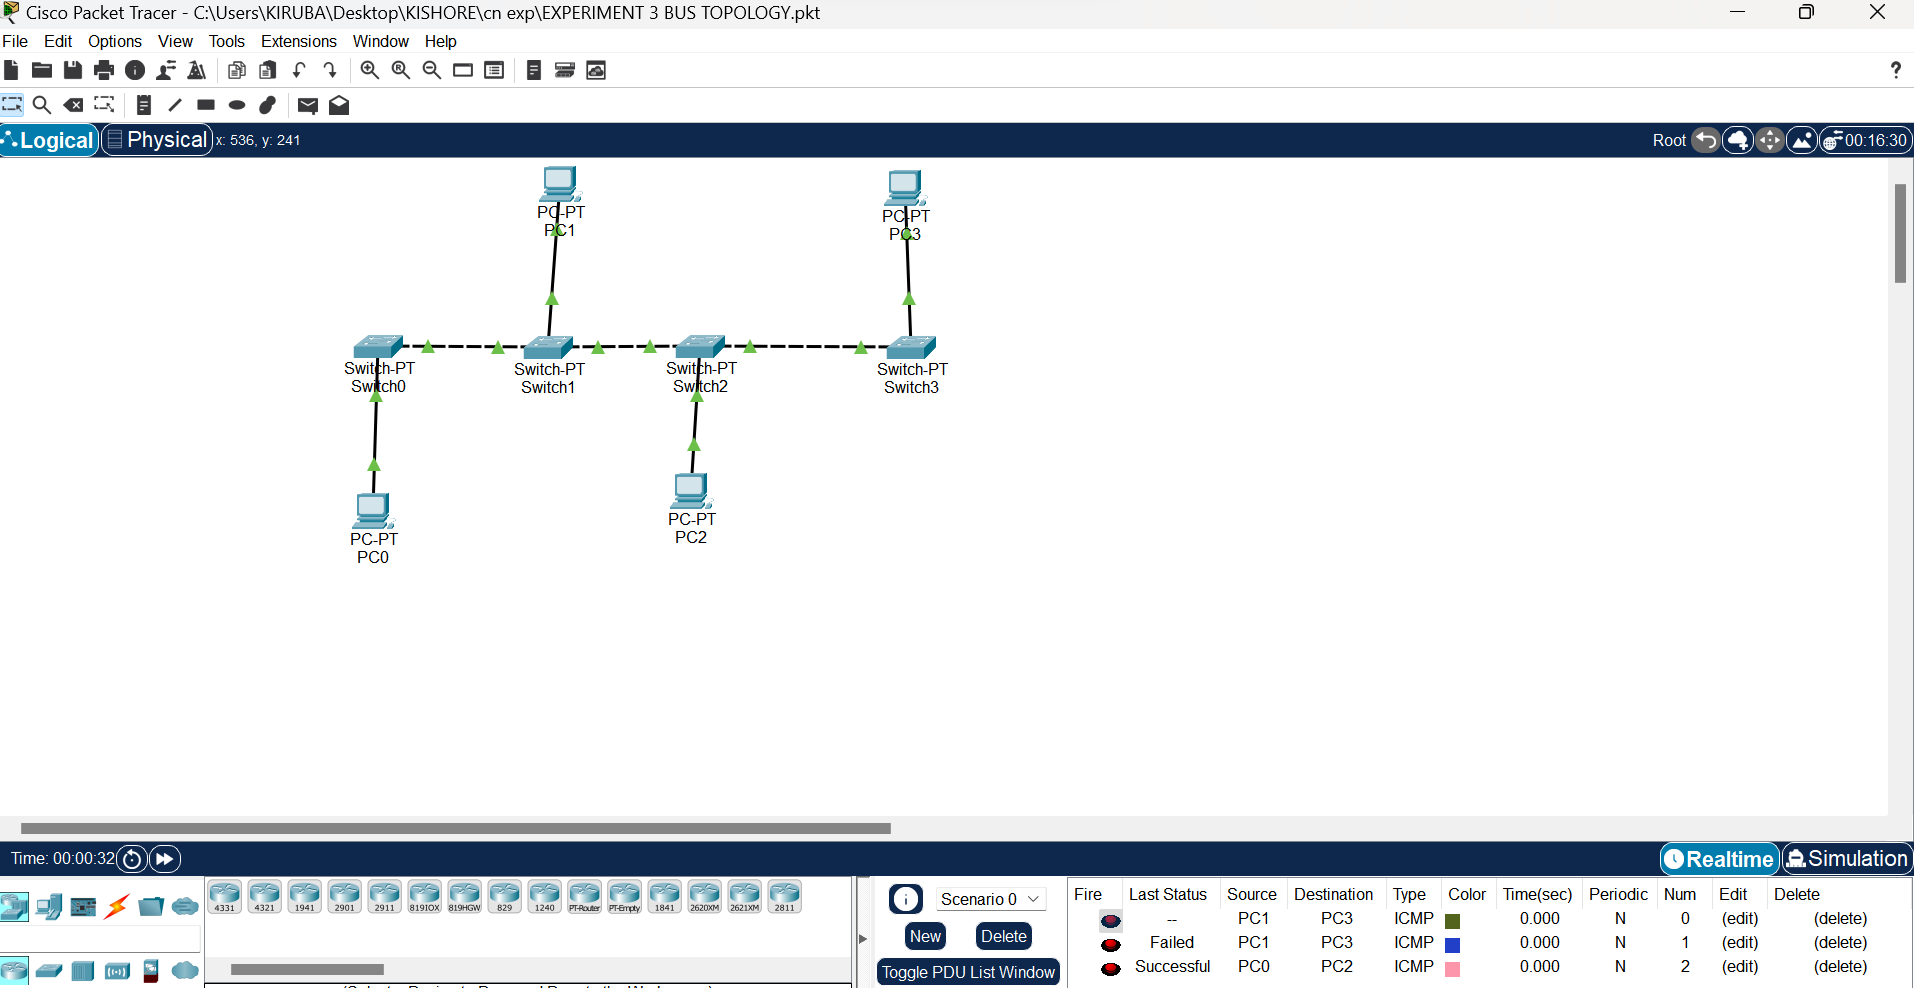 Cisco Packet Tracer - C:\Users\KIRUBA\Desktop\KISHORE\cn exp\EXPERIMENT 3 BUS TOPOLOGY.pkt
File Edit Options View Tools Extensions Window Help
?
Logical Physical x: 536, y: 241 Root 00:16:30
PC-PT
PC1
PC-PT
PC3
Switch-PT
Switch0
Switch-PT
Switch1
Switch-PT
Switch2
Switch-PT
Switch3
PC-PT
PC2
PC-PT
PC0
Time: 00:00:32 Realtime Simulation
4331 4321 1941 2901 2911 819IOX 819HGW 829 1240 PT-Router PT-Empty 1841 2620XM 2621XM 2811
Scenario 0
New Delete
Toggle PDU List Window
Fire Last Status Source Destination Type Color Time(sec) Periodic Num Edit Delete
-- PC1 PC3 ICMP 0.000 N 0 (edit) (delete)
Failed PC1 PC3 ICMP 0.000 N 1 (edit) (delete)
Successful PC0 PC2 ICMP 0.000 N 2 (edit) (delete)